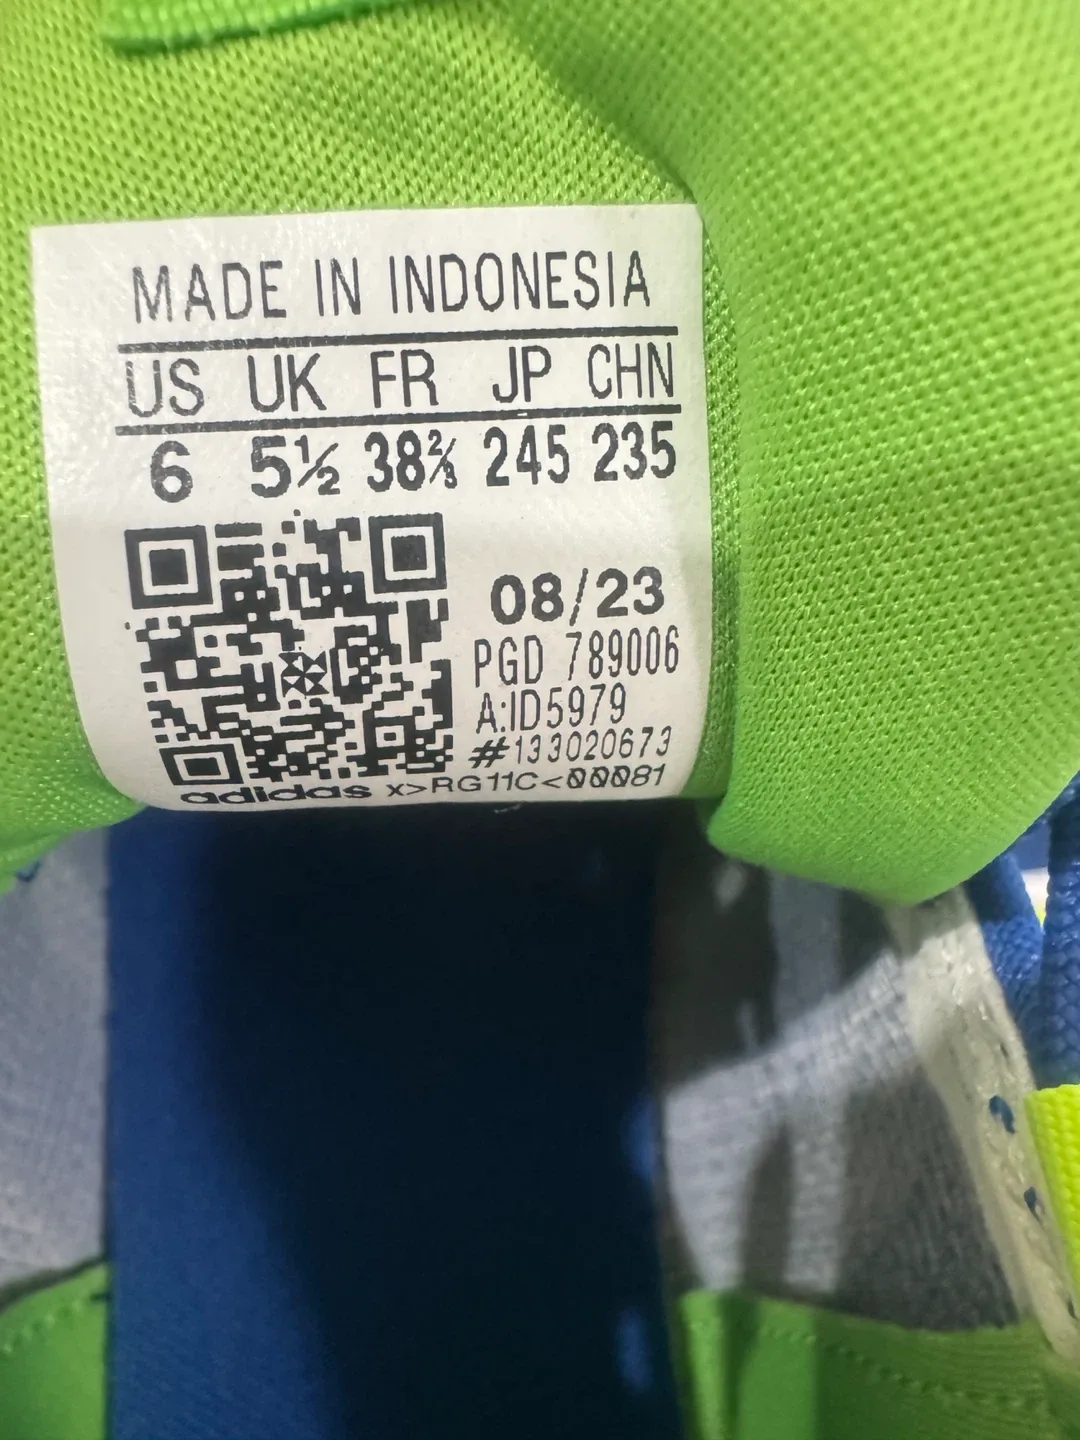 MADE IN INDONESIA
US UK FR JP CHN
6 5½ 38⅔ 245 235
08/23
PGD 789006
A:ID5979
#133020673
adidas X>RG11C<00081